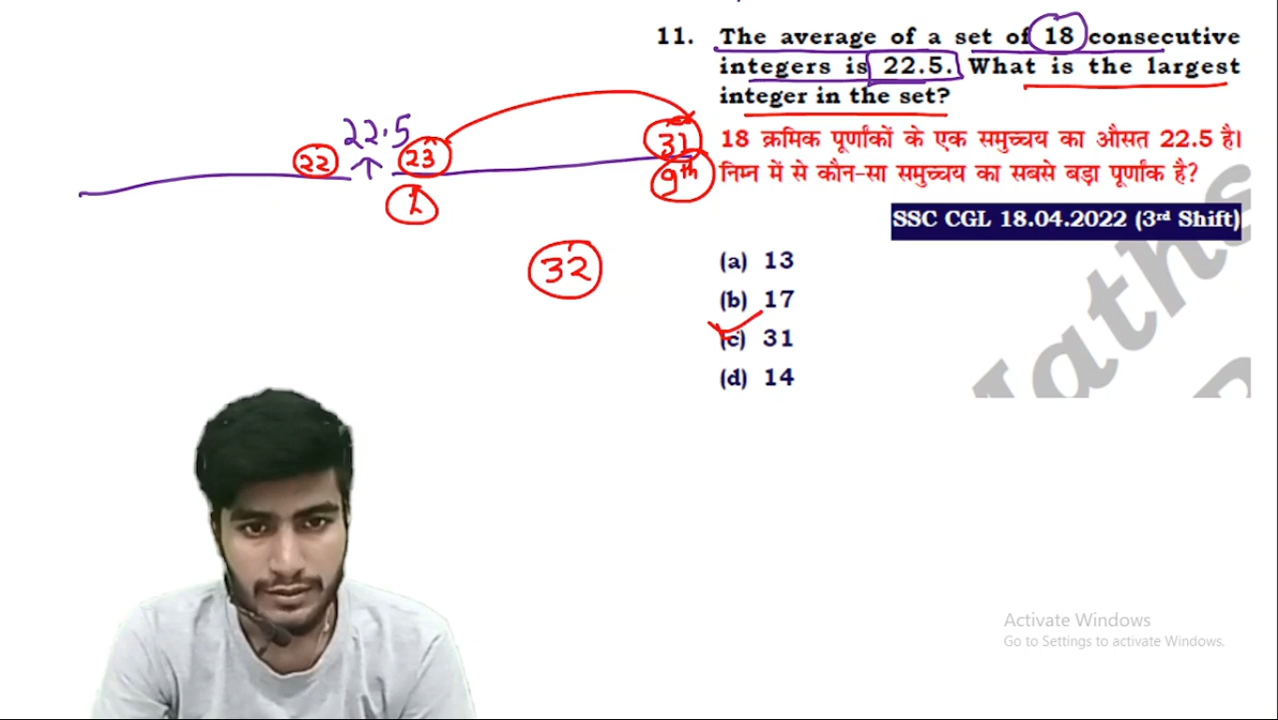 11. The average of a set of 18 consecutive
integers is 22.5. What is the largest
integer in the set?
18 क्रमिक पूर्णांकों के एक समुच्चय का औसत 22.5 है।
निम्न में से कौन-सा समुच्चय का सबसे बड़ा पूर्णांक है?
SSC CGL 18.04.2022 (3rd Shift)
(a) 13
(b) 17
(c) 31
(d) 14
22.5
22
23
31
1
9th
32
Maths
Activate Windows
Go to Settings to activate Windows.